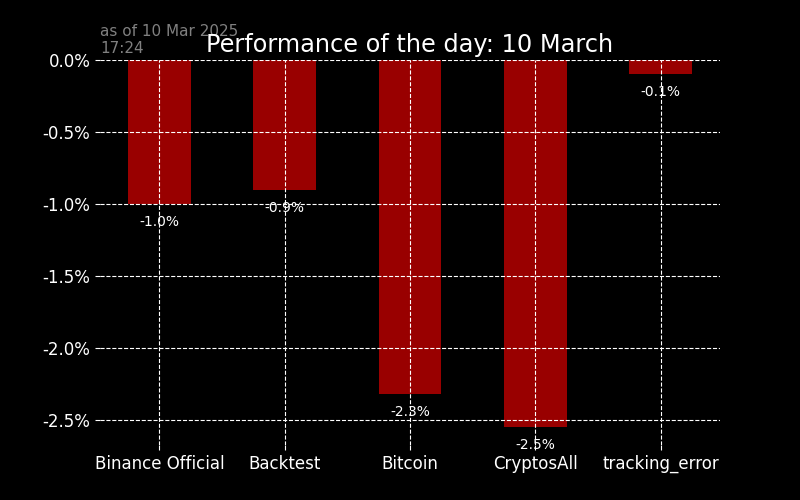 as of 10 Mar 2025
17:24
Performance of the day: 10 March
0.0%
-0.5%
-1.0%
-1.5%
-2.0%
-2.5%
-1.0%
-0.9%
-2.3%
-2.5%
-0.1%
Binance Official
Backtest
Bitcoin
CryptosAll
tracking_error